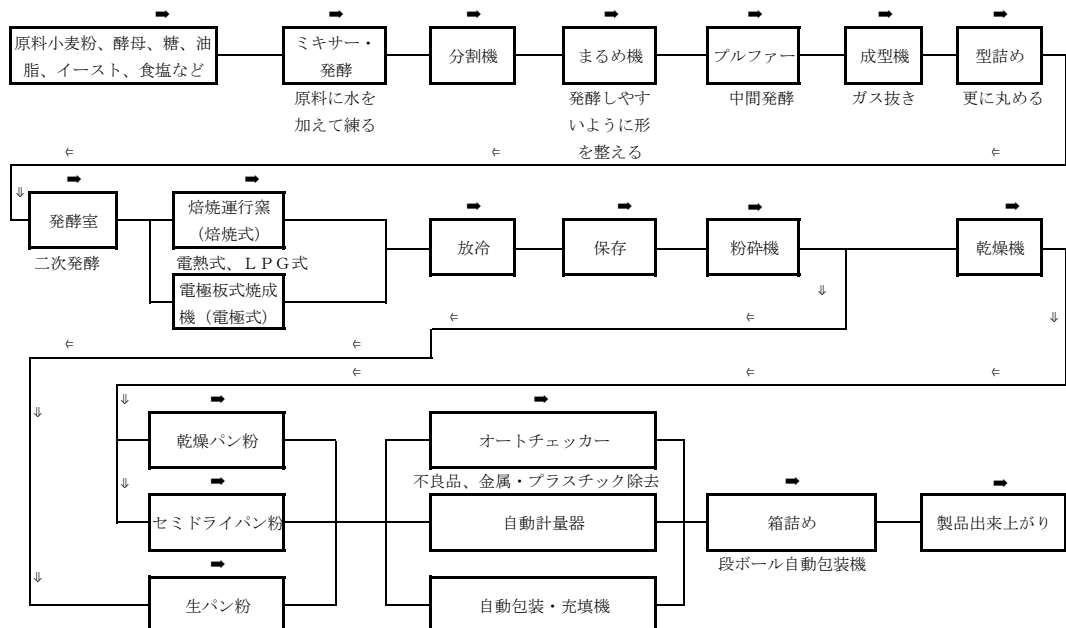 原料小麦粉、酵母、糖、油
脂、イースト、食塩など
ミキサー・
発酵
原料に水を
加えて練る
分割機
まるめ機
発酵しやす
いように形
を整える
プルファー
中間発酵
成型機
ガス抜き
型詰め
更に丸める
発酵室
二次発酵
焙焼運行窯
（焙焼式）
電熱式、ＬＰＧ式
電極板式焼成
機（電極式）
放冷
保存
粉砕機
乾燥機
乾燥パン粉
セミドライパン粉
生パン粉
オートチェッカー
不良品、金属・プラスチック除去
自動計量器
自動包装・充填機
箱詰め
段ボール自動包装機
製品出来上がり